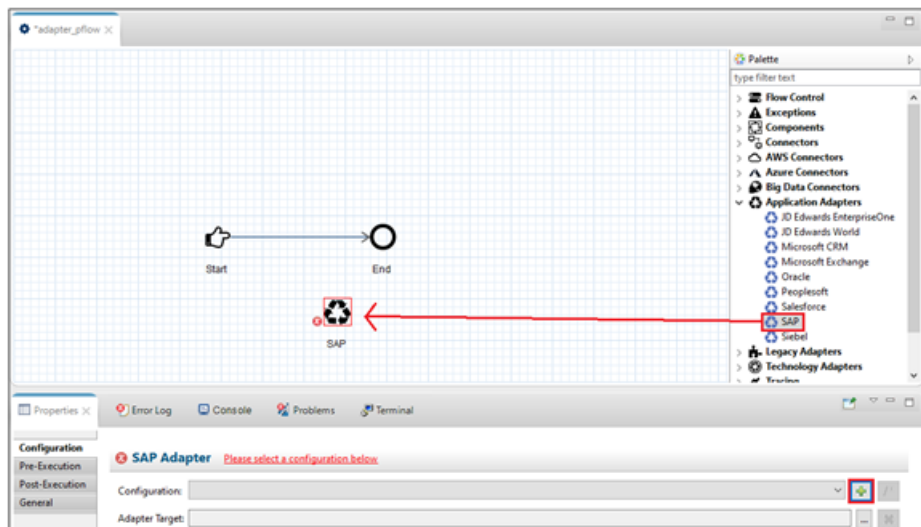 *adapter_pflow
Palette
type filter text
Flow Control
Exceptions
Components
Connectors
AWS Connectors
Azure Connectors
Big Data Connectors
Application Adapters
JD Edwards EnterpriseOne
JD Edwards World
Microsoft CRM
Microsoft Exchange
Oracle
Peoplesoft
Salesforce
SAP
Siebel
Legacy Adapters
Technology Adapters
Tracing
Start
End
SAP
Properties
Error Log
Console
Problems
Terminal
Configuration
Pre-Execution
Post-Execution
General
SAP Adapter Please select a configuration below
Configuration:
Adapter Target:
...